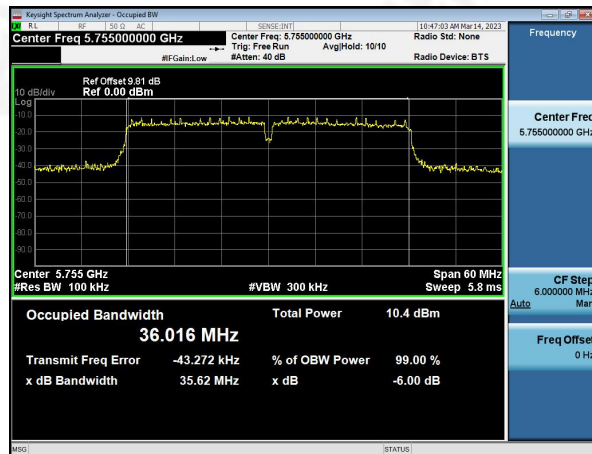 Keysight Spectrum Analyzer - Occupied BW
LXI RL RF 50 Ω AC SENSE:INT 10:47:03 AM Mar 14, 2023
Center Freq 5.755000000 GHz Center Freq: 5.755000000 GHz Radio Std: None
Trig: Free Run Avg|Hold: 10/10
#IFGain:Low #Atten: 40 dB Radio Device: BTS
Ref Offset 9.81 dB
10 dB/div Ref 0.00 dBm
Log
-10.0
-20.0
-30.0
-40.0
-50.0
-60.0
-70.0
-80.0
-90.0
Center 5.755 GHz Span 60 MHz
#Res BW 100 kHz #VBW 300 kHz Sweep 5.8 ms
Occupied Bandwidth Total Power 10.4 dBm
36.016 MHz
Transmit Freq Error -43.272 kHz % of OBW Power 99.00 %
x dB Bandwidth 35.62 MHz x dB -6.00 dB
MSG STATUS
Frequency
Center Freq
5.755000000 GHz
CF Step
6.000000 MHz
Auto Man
Freq Offset
0 Hz